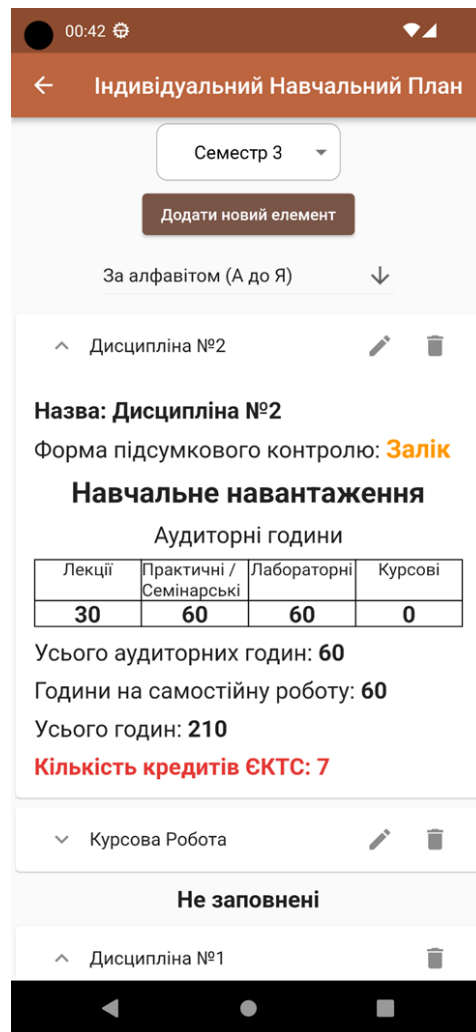 00:42
Індивідуальний Навчальний План
Семестр 3
Додати новий елемент
За алфавітом (А до Я)
Дисципліна №2
Назва: Дисципліна №2
Форма підсумкового контролю: Залік
Навчальне навантаження
Аудиторні години
Лекції Практичні / Семінарські Лабораторні Курсові
30 60 60 0
Усього аудиторних годин: 60
Години на самостійну роботу: 60
Усього годин: 210
Кількість кредитів ЄКТС: 7
Курсова Робота
Не заповнені
Дисципліна №1